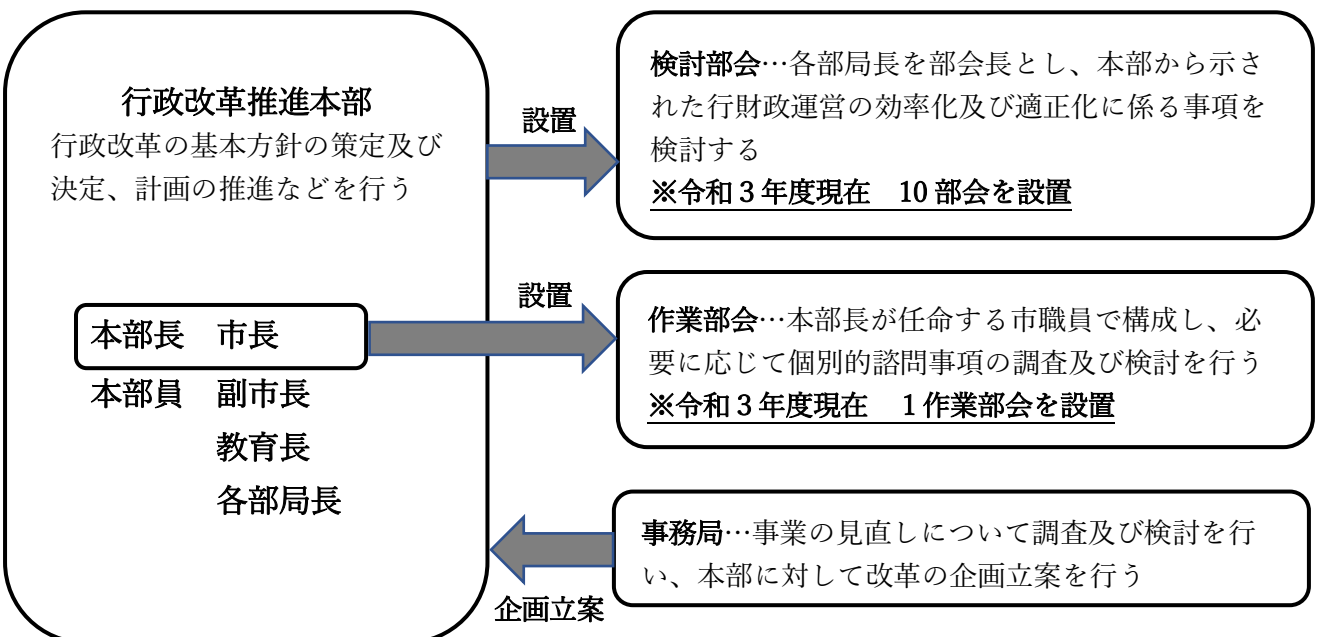 行政改革推進本部
行政改革の基本方針の策定及び
決定、計画の推進などを行う
本部長　市長
本部員　副市長
教育長
各部局長
設置
検討部会…各部局長を部会長とし、本部から示さ
れた行財政運営の効率化及び適正化に係る事項を
検討する
※令和３年度現在　10 部会を設置
設置
作業部会…本部長が任命する市職員で構成し、必
要に応じて個別的諮問事項の調査及び検討を行う
※令和３年度現在　１作業部会を設置
企画立案
事務局…事業の見直しについて調査及び検討を行
い、本部に対して改革の企画立案を行う